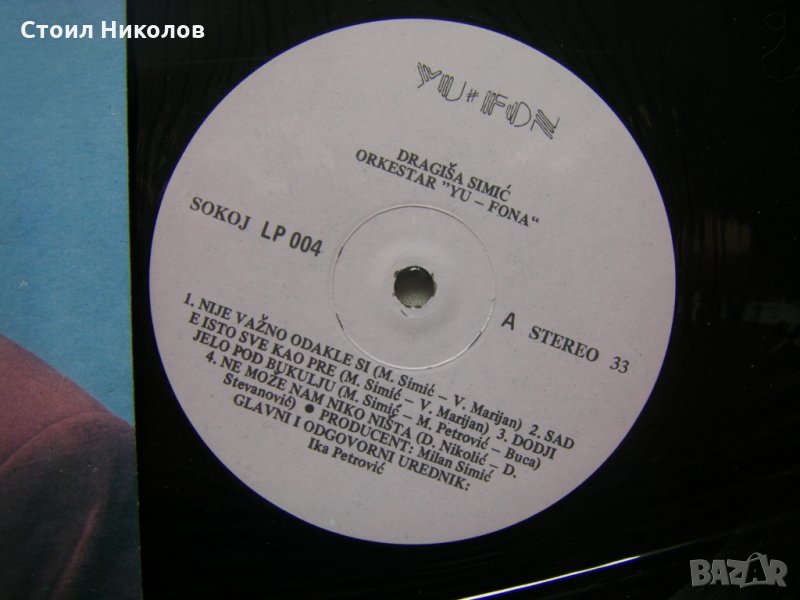 Стоил Николов
YU#FON
DRAGIŠA SIMIĆ
ORKESTAR "YU – FONA“
SOKOJ LP 004
A STEREO 33
1. NIJE VAŽNO ODAKLE SI (M. Simić – V. Marijan) 2. SAD
E ISTO SVE KAO PRE (M. Simić – V. Marijan) 3. DODJI
JELO POD BUKULJU (M. Simić – M. Petrović – Buca)
4. NE MOŽE NAM NIKO NIŠTA (D. Nikolić – D.
Stevanović) ● PRODUCENT: Milan Simić
GLAVNI I ODGOVORNI UREDNIK:
Ika Petrović
BAZAR